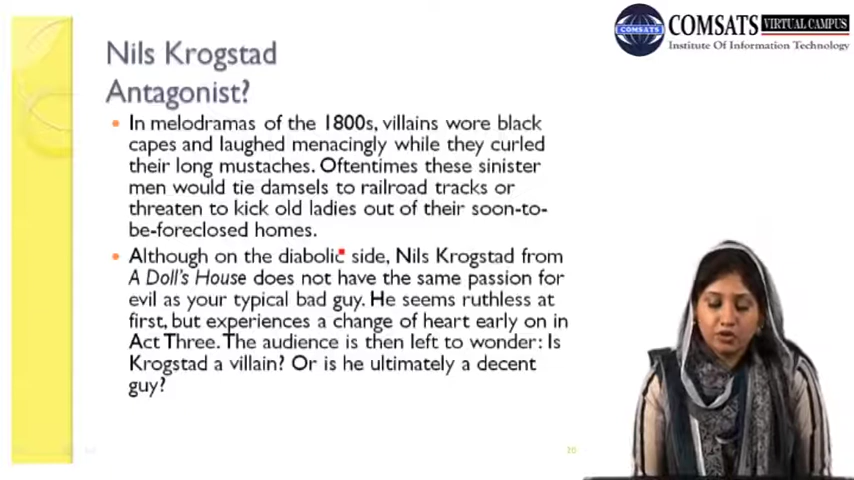 Nils Krogstad
Antagonist?
COMSATS
COMSATS VIRTUAL CAMPUS
Institute Of Information Technology
• In melodramas of the 1800s, villains wore black
capes and laughed menacingly while they curled
their long mustaches. Oftentimes these sinister
men would tie damsels to railroad tracks or
threaten to kick old ladies out of their soon-to-
be-foreclosed homes.
• Although on the diabolic side, Nils Krogstad from
A Doll's House does not have the same passion for
evil as your typical bad guy. He seems ruthless at
first, but experiences a change of heart early on in
Act Three. The audience is then left to wonder: Is
Krogstad a villain? Or is he ultimately a decent
guy?
20